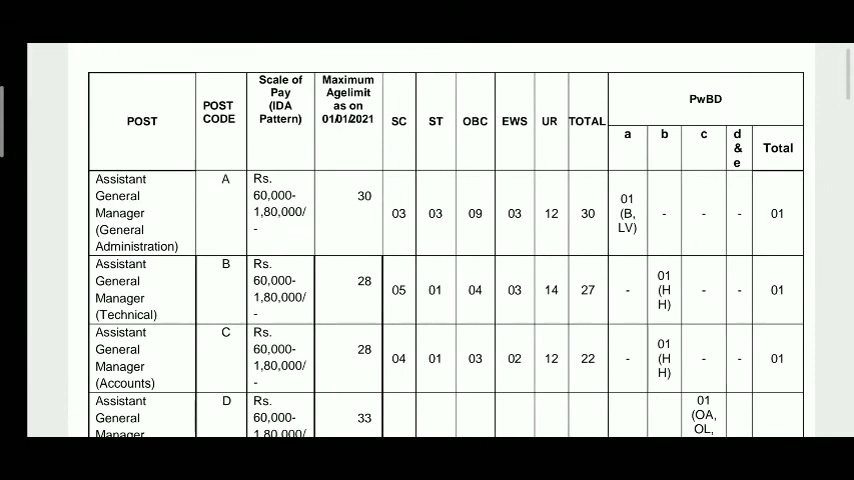 POST
POST CODE
Scale of Pay (IDA Pattern)
Maximum Agelimit as on 01/01/2021
SC
ST
OBC
EWS
UR
TOTAL
PwBD
a
b
c
d & e
Total
Assistant General Manager (General Administration)
A
Rs. 60,000-1,80,000/-
30
03
03
09
03
12
30
01 (B, LV)
-
-
-
01
Assistant General Manager (Technical)
B
Rs. 60,000-1,80,000/-
28
05
01
04
03
14
27
-
01 (H H)
-
-
01
Assistant General Manager (Accounts)
C
Rs. 60,000-1,80,000/-
28
04
01
03
02
12
22
-
01 (H H)
-
-
01
Assistant General Manager
D
Rs. 60,000-1,80,000/
33
01 (OA, OL,